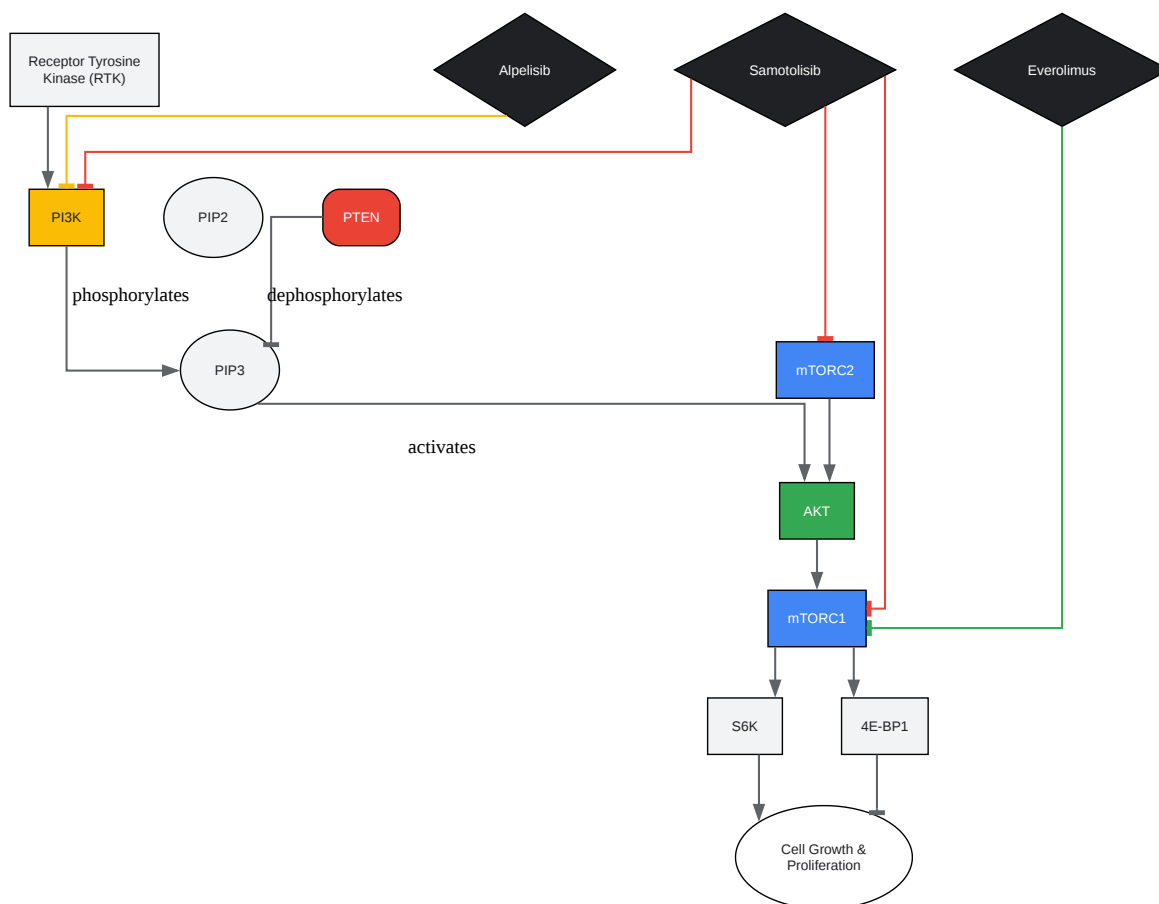 Receptor Tyrosine
Kinase (RTK)
Alpelisib
Samotolisib
Everolimus
PI3K
PIP2
PTEN
phosphorylates
dephosphorylates
PIP3
mTORC2
activates
AKT
mTORC1
S6K
4E-BP1
Cell Growth &
Proliferation